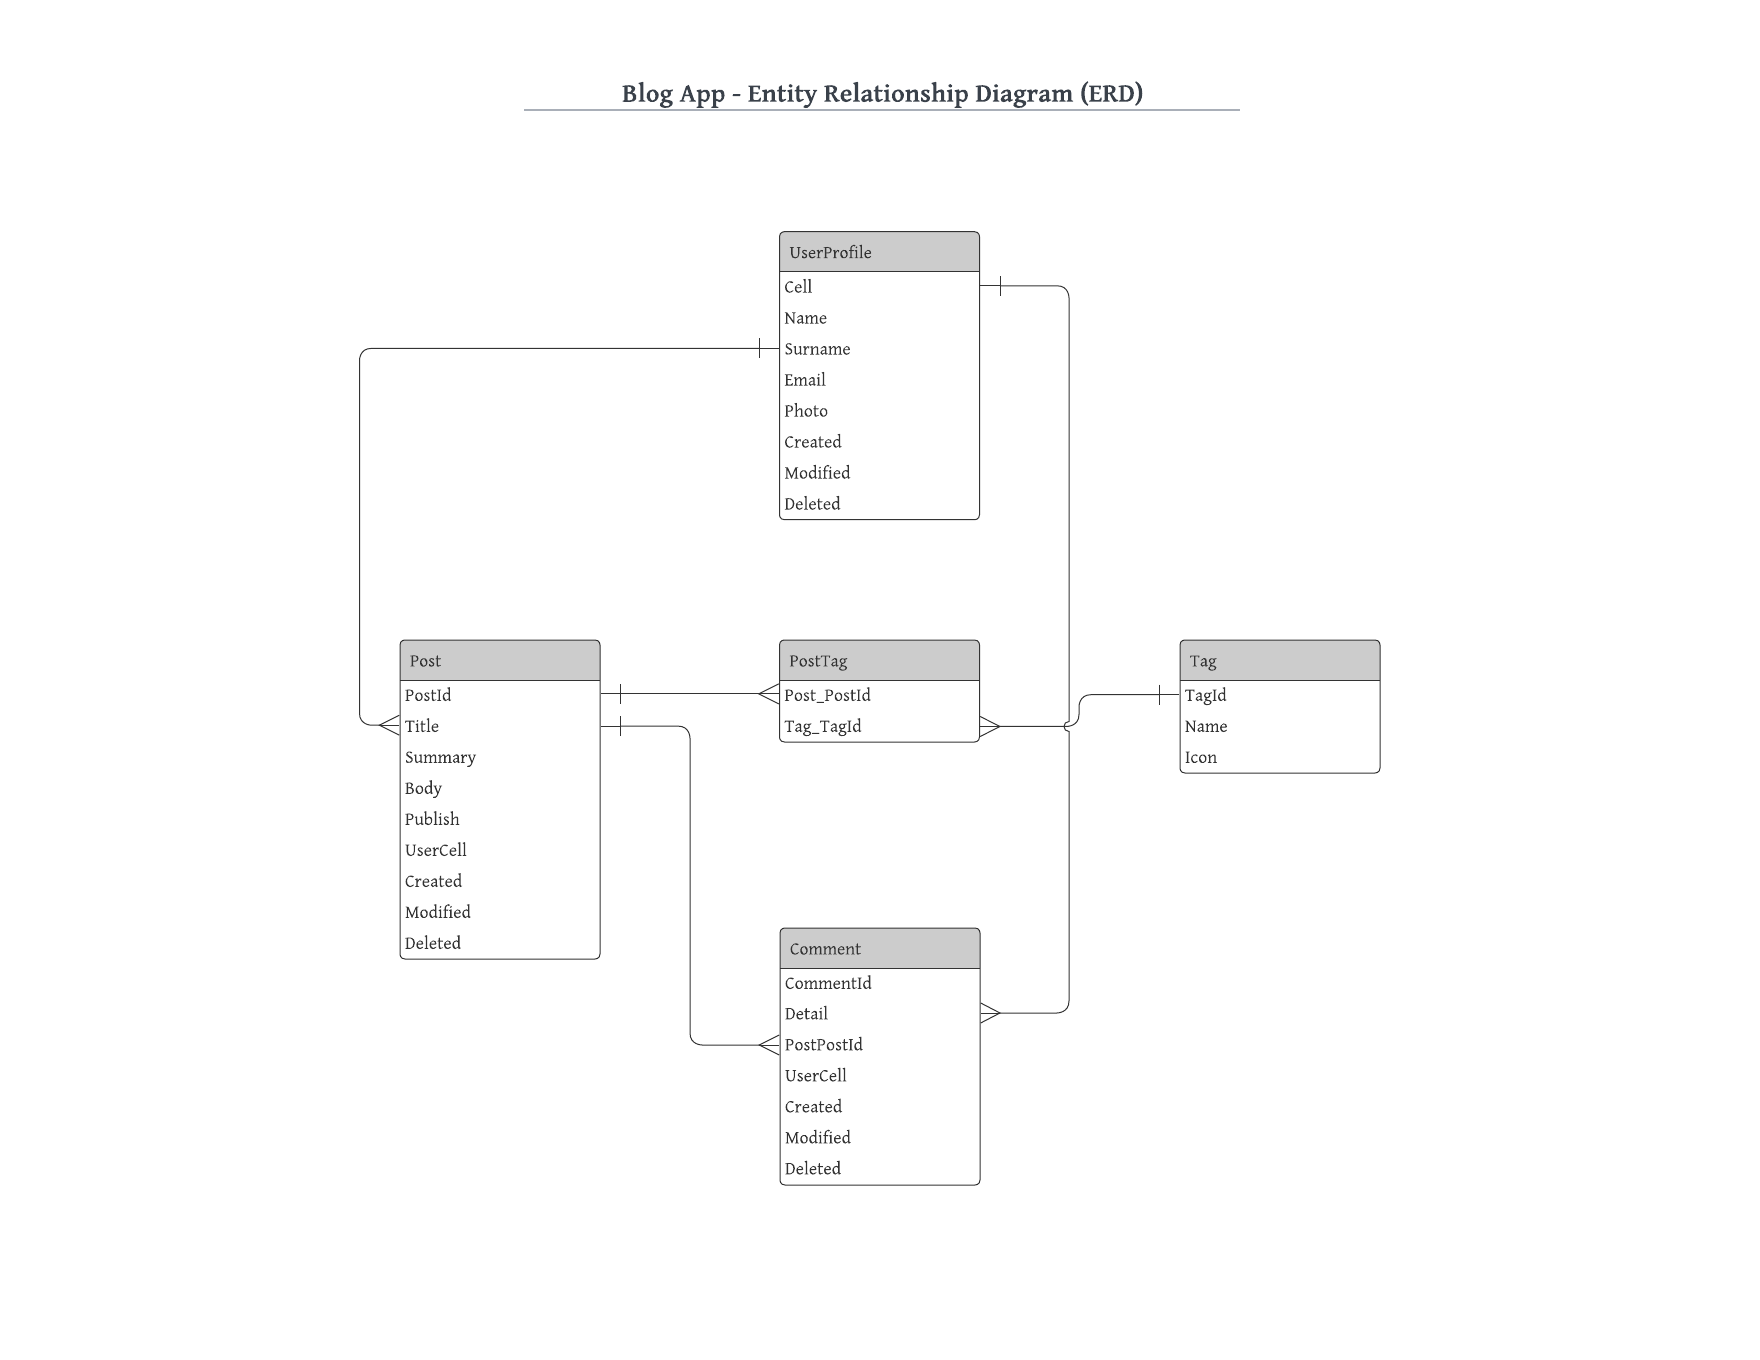 Blog App - Entity Relationship Diagram (ERD)
UserProfile
Cell
Name
Surname
Email
Photo
Created
Modified
Deleted
Post
PostId
Title
Summary
Body
Publish
UserCell
Created
Modified
Deleted
PostTag
Post_PostId
Tag_TagId
Tag
TagId
Name
Icon
Comment
CommentId
Detail
PostPostId
UserCell
Created
Modified
Deleted